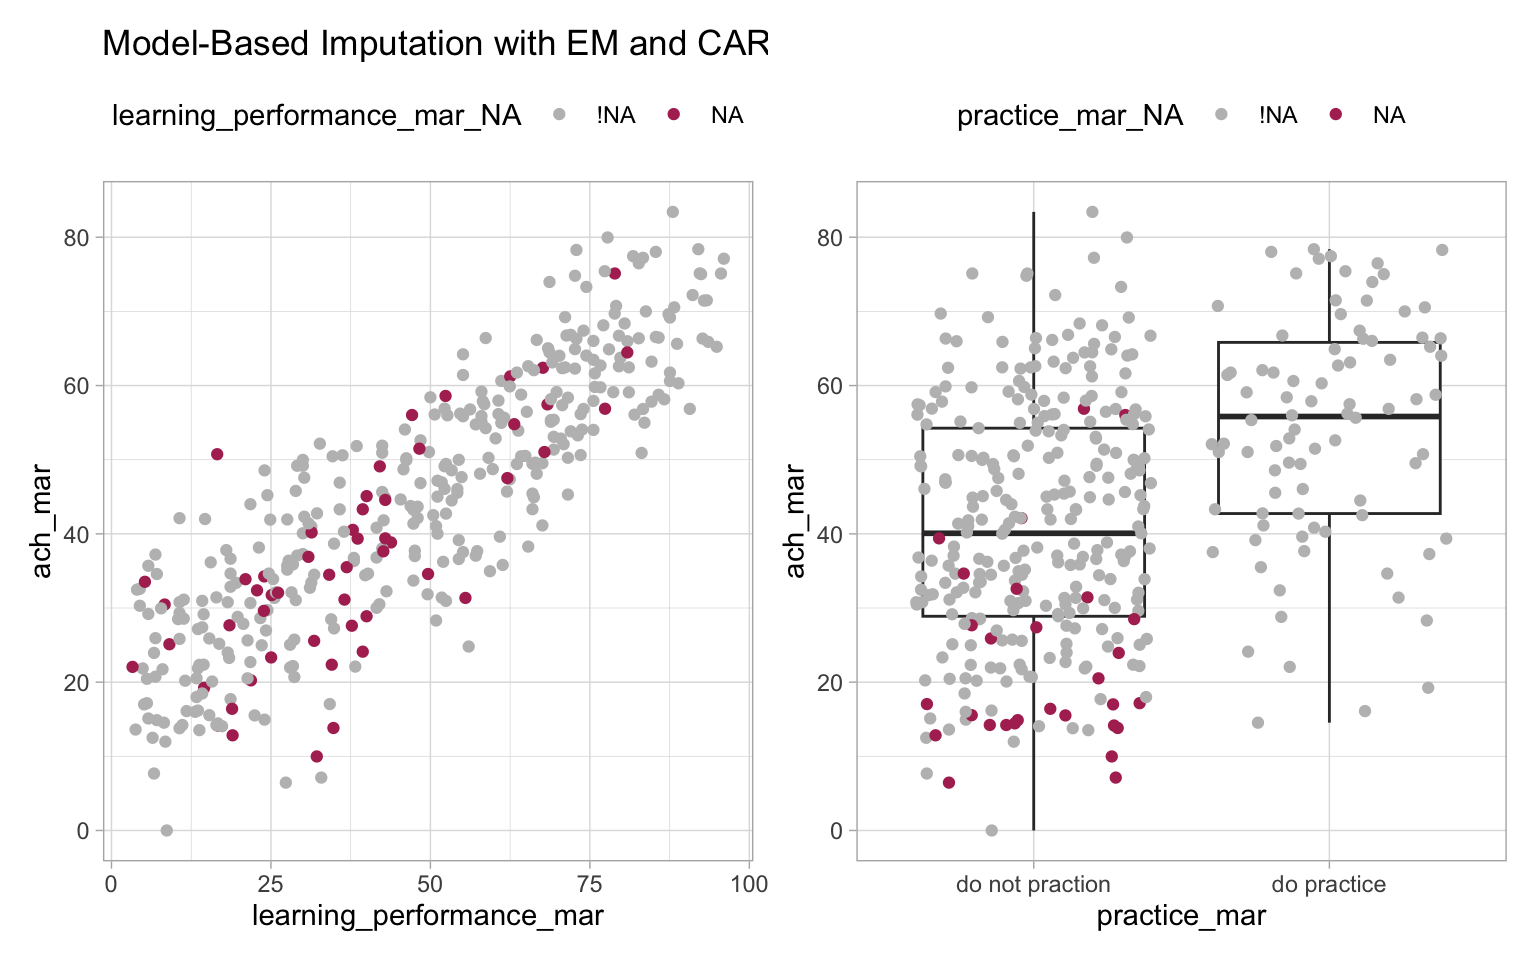 Model-Based Imputation with EM and CAR
learning_performance_mar_NA !NA NA
practice_mar_NA !NA NA
ach_mar
80
60
40
20
0
0 25 50 75 100
learning_performance_mar
ach_mar
80
60
40
20
0
do not praction do practice
practice_mar